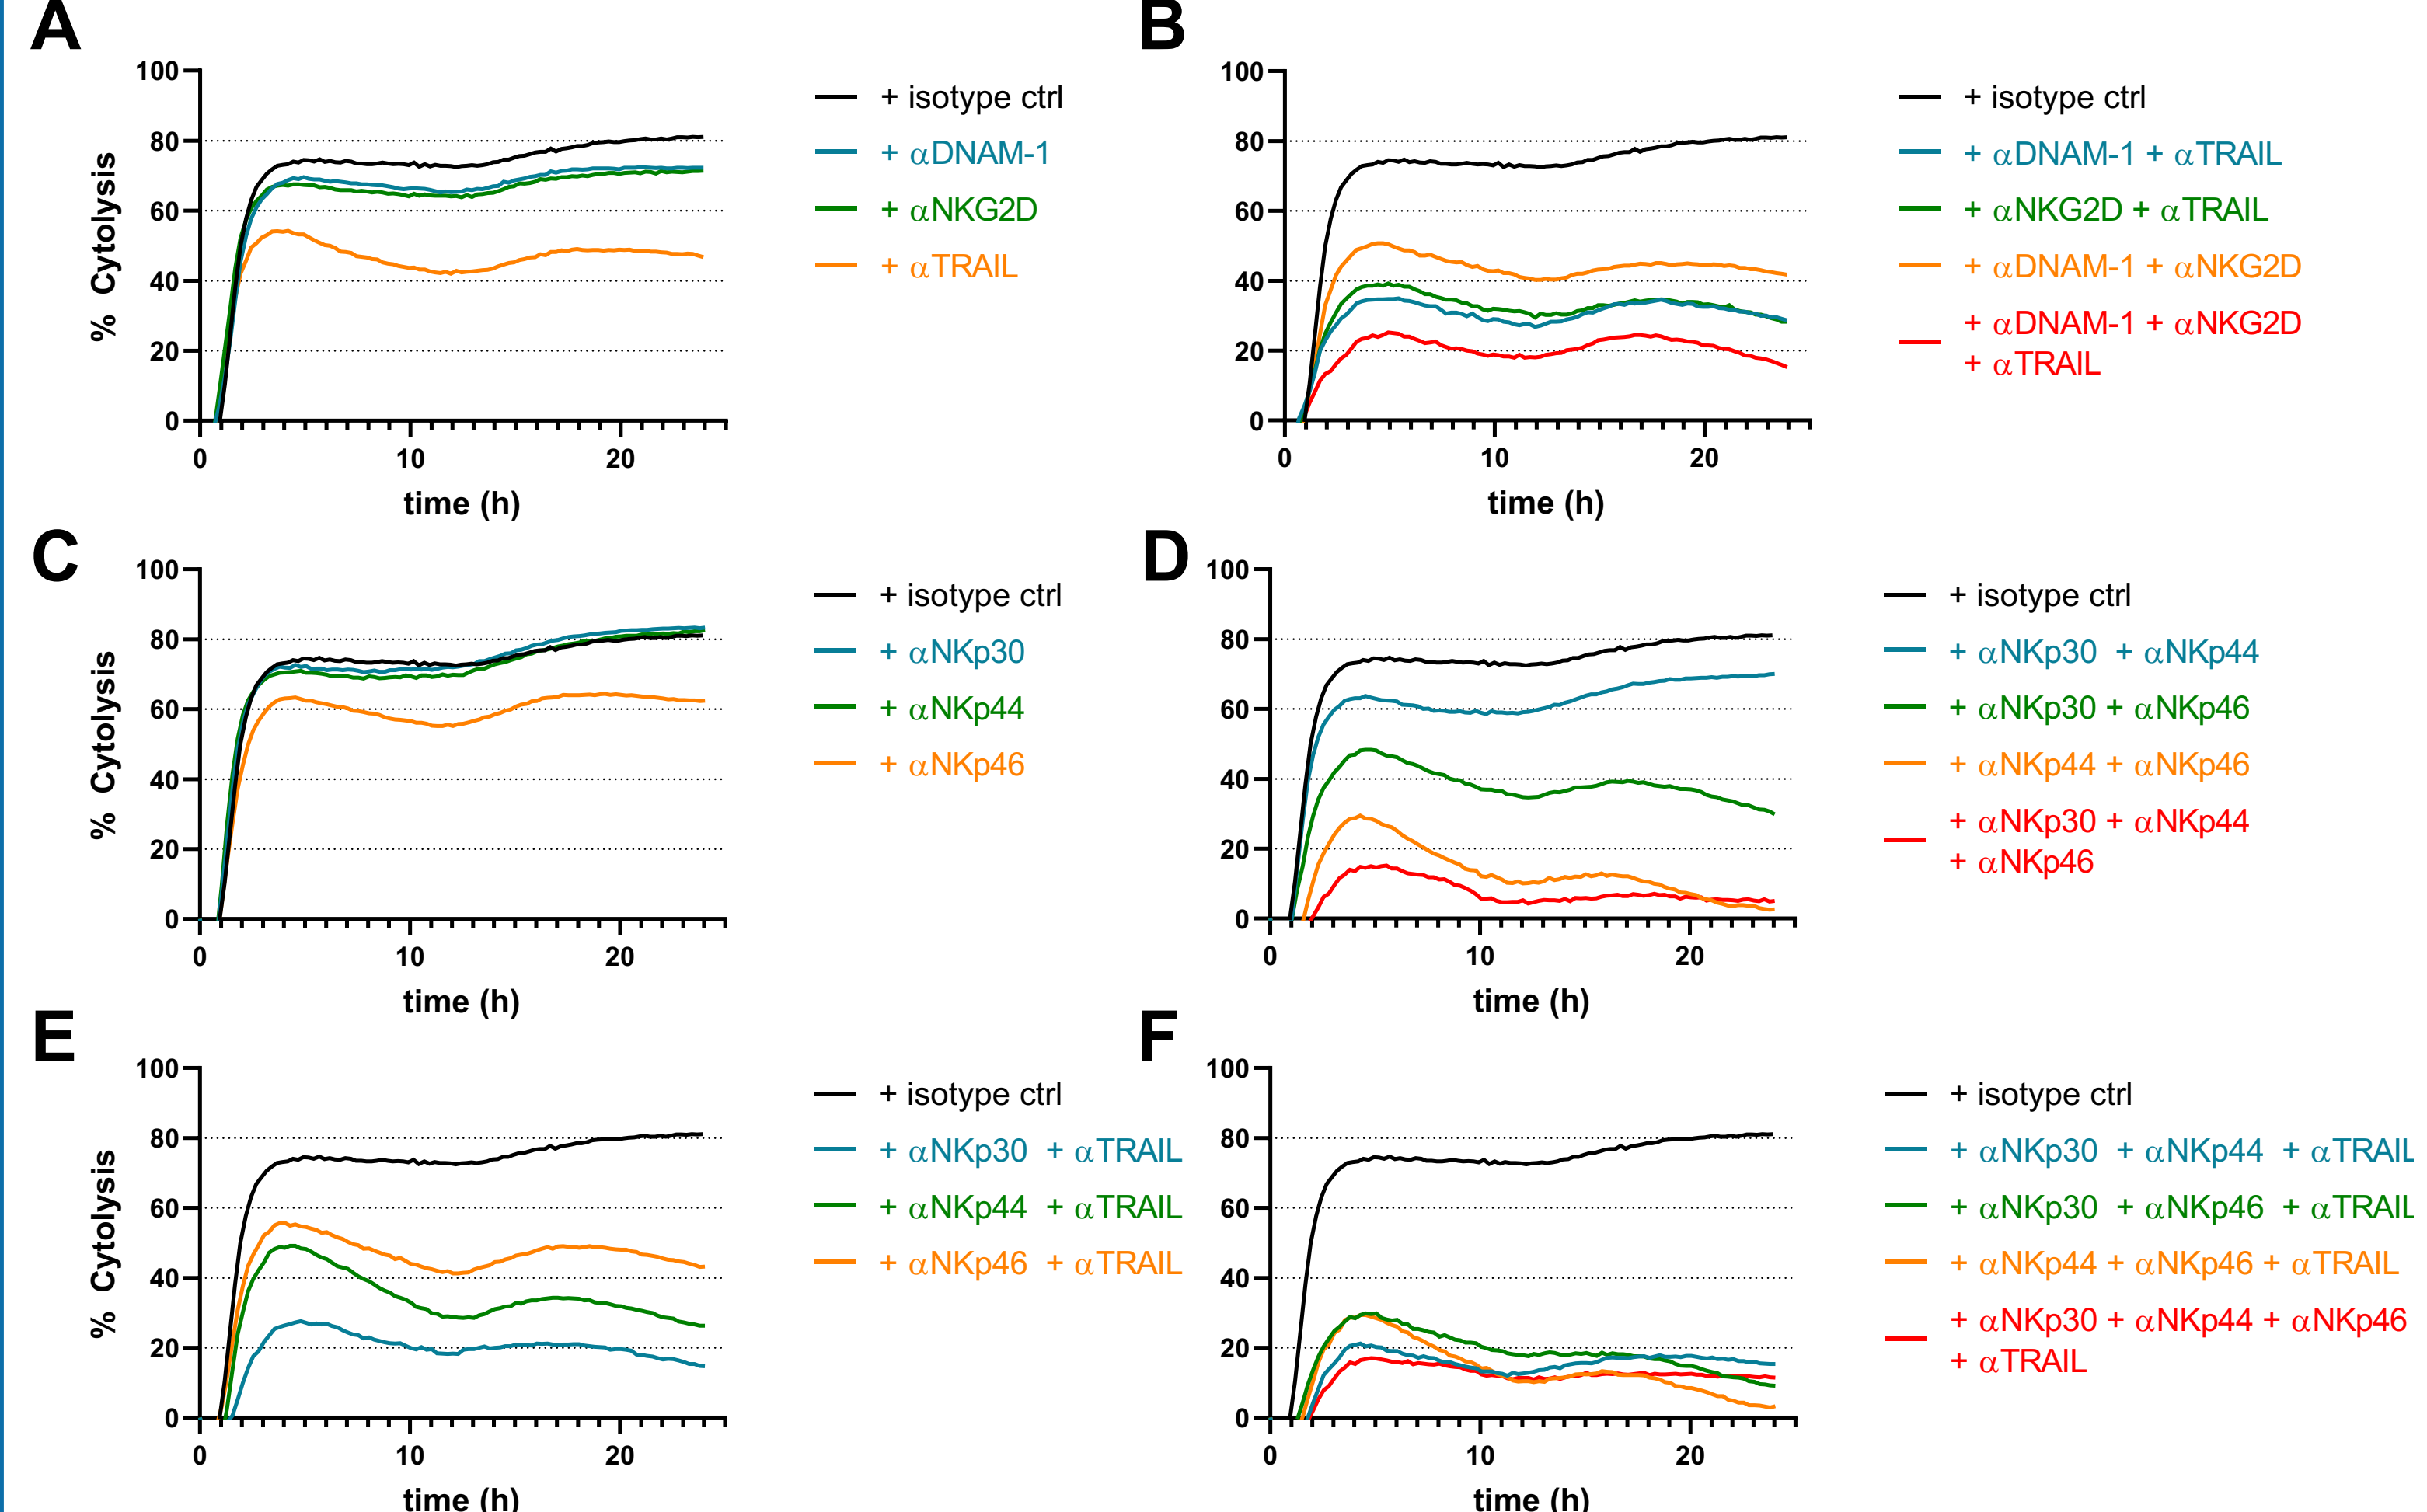 A
% Cytolysis
100
80
60
40
20
0
0 10 20
time (h)
+ isotype ctrl
+ αDNAM-1
+ αNKG2D
+ αTRAIL
B
100
80
60
40
20
0
0 10 20
time (h)
+ isotype ctrl
+ αDNAM-1 + αTRAIL
+ αNKG2D + αTRAIL
+ αDNAM-1 + αNKG2D
+ αDNAM-1 + αNKG2D
+ αTRAIL
C
% Cytolysis
100
80
60
40
20
0
0 10 20
time (h)
+ isotype ctrl
+ αNKp30
+ αNKp44
+ αNKp46
D
100
80
60
40
20
0
0 10 20
time (h)
+ isotype ctrl
+ αNKp30 + αNKp44
+ αNKp30 + αNKp46
+ αNKp44 + αNKp46
+ αNKp30 + αNKp44
+ αNKp46
E
% Cytolysis
100
80
60
40
20
0
0 10 20
time (h)
+ isotype ctrl
+ αNKp30 + αTRAIL
+ αNKp44 + αTRAIL
+ αNKp46 + αTRAIL
F
100
80
60
40
20
0
0 10 20
time (h)
+ isotype ctrl
+ αNKp30 + αNKp44 + αTRAIL
+ αNKp30 + αNKp46 + αTRAIL
+ αNKp44 + αNKp46 + αTRAIL
+ αNKp30 + αNKp44 + αNKp46
+ αTRAIL